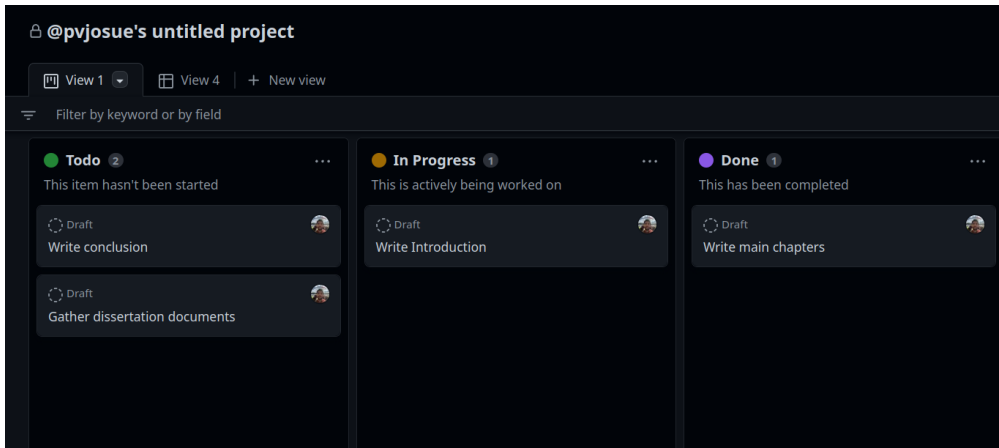 @pvjosue's untitled project
View 1
View 4
New view
Filter by keyword or by field
Todo 2
This item hasn't been started
Draft
Write conclusion
Draft
Gather dissertation documents
In Progress 1
This is actively being worked on
Draft
Write Introduction
Done 1
This has been completed
Draft
Write main chapters